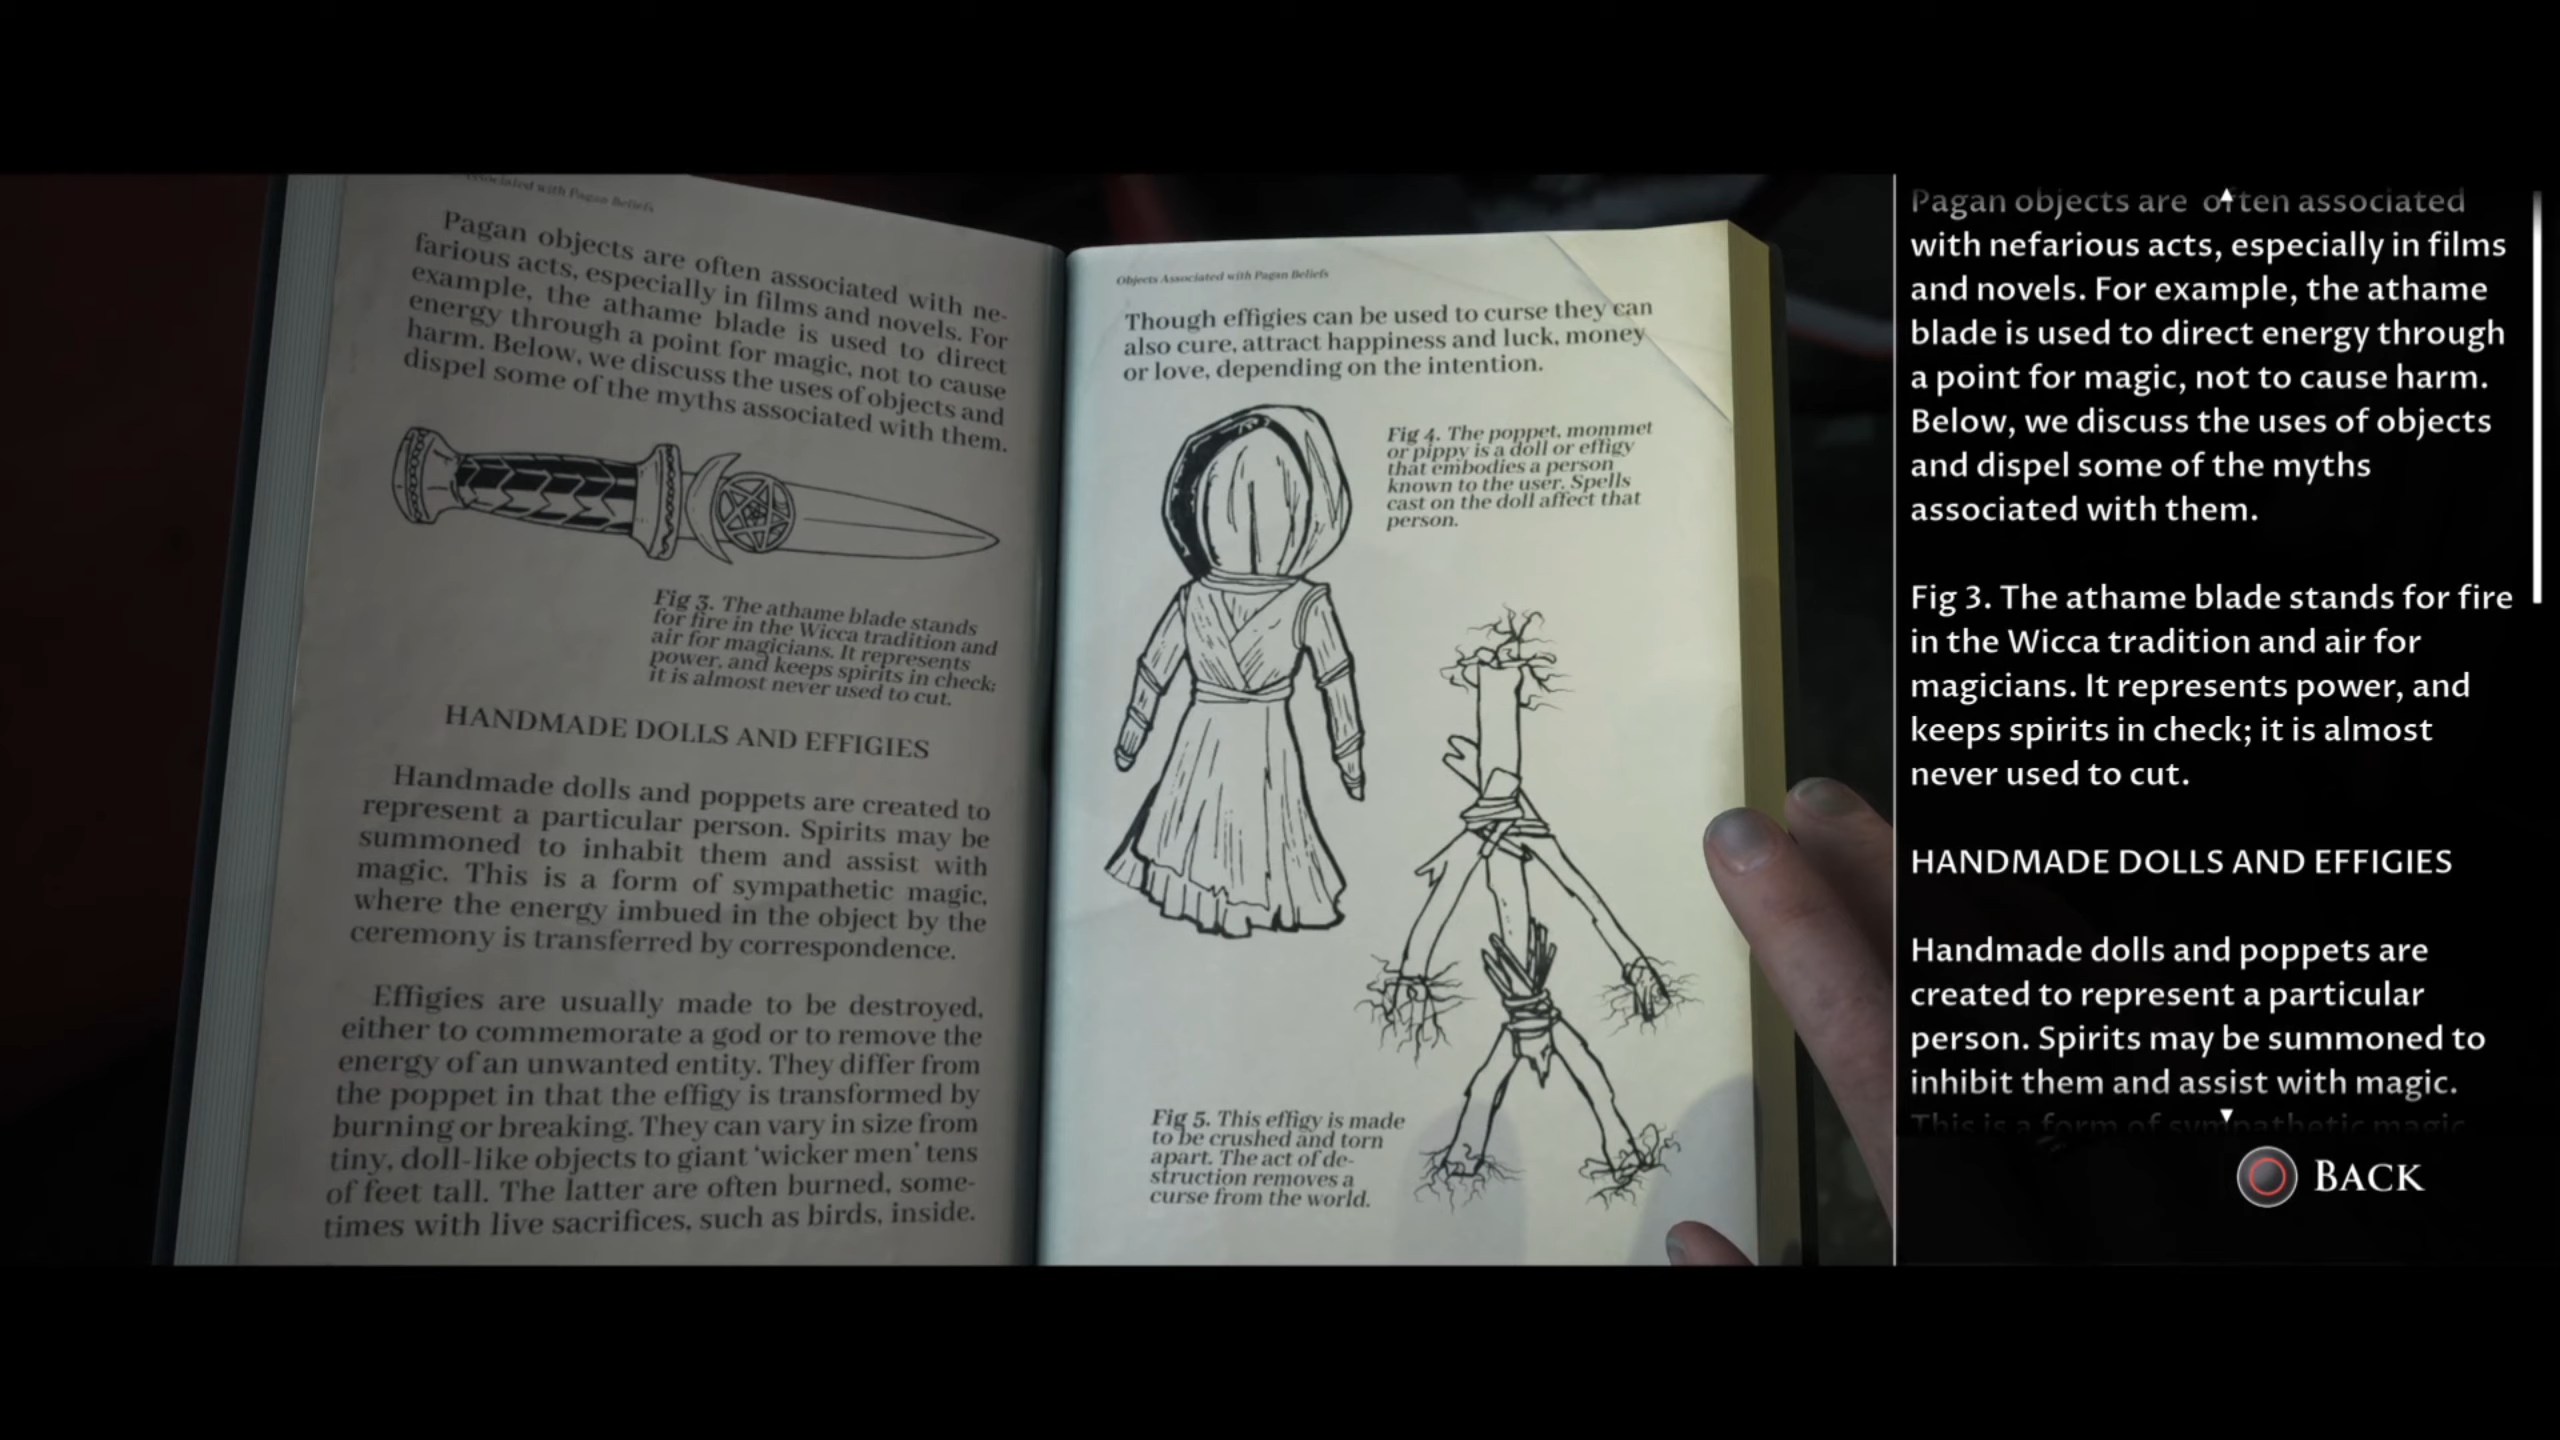 Associated with Pagan Beliefs
Pagan objects are often associated with ne-
farious acts, especially in films and novels. For
example, the athame blade is used to direct
energy through a point for magic, not to cause
harm. Below, we discuss the uses of objects and
dispel some of the myths associated with them.
Fig 3. The athame blade stands
for fire in the Wicca tradition and
air for magicians. It represents
power, and keeps spirits in check;
it is almost never used to cut.
HANDMADE DOLLS AND EFFIGIES
Handmade dolls and poppets are created to
represent a particular person. Spirits may be
summoned to inhabit them and assist with
magic. This is a form of sympathetic magic,
where the energy imbued in the object by the
ceremony is transferred by correspondence.
Effigies are usually made to be destroyed,
either to commemorate a god or to remove the
energy of an unwanted entity. They differ from
the poppet in that the effigy is transformed by
burning or breaking. They can vary in size from
tiny, doll-like objects to giant ‘wicker men’ tens
of feet tall. The latter are often burned, some-
times with live sacrifices, such as birds, inside.
Objects Associated with Pagan Beliefs
Though effigies can be used to curse they can
also cure, attract happiness and luck, money
or love, depending on the intention.
Fig 4. The poppet, mommet
or pippy is a doll or effigy
that embodies a person
known to the user. Spells
cast on the doll affect that
person.
Fig 5. This effigy is made
to be crushed and torn
apart. The act of de-
struction removes a
curse from the world.
Pagan objects are often associated
with nefarious acts, especially in films
and novels. For example, the athame
blade is used to direct energy through
a point for magic, not to cause harm.
Below, we discuss the uses of objects
and dispel some of the myths
associated with them.
Fig 3. The athame blade stands for fire
in the Wicca tradition and air for
magicians. It represents power, and
keeps spirits in check; it is almost
never used to cut.
HANDMADE DOLLS AND EFFIGIES
Handmade dolls and poppets are
created to represent a particular
person. Spirits may be summoned to
inhibit them and assist with magic.
This is a form of sympathetic magic
BACK